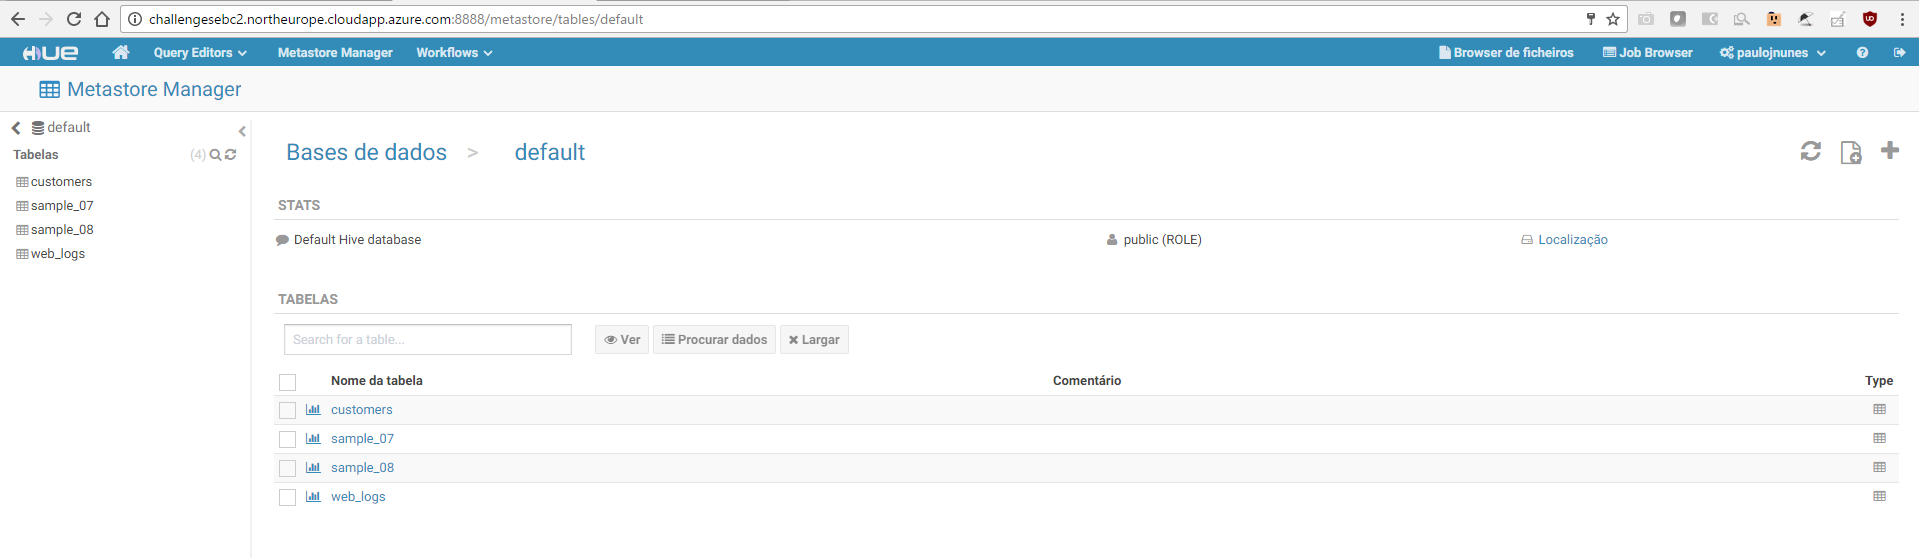 challengesebc2.northeurope.cloudapp.azure.com:8888/metastore/tables/default
HUE Query Editors Metastore Manager Workflows Browser de ficheiros Job Browser paulojnunes
Metastore Manager
default
Tabelas (4)
customers
sample_07
sample_08
web_logs
Bases de dados > default
STATS
Default Hive database public (ROLE) Localização
TABELAS
Search for a table... Ver Procurar dados Largar
Nome da tabela Comentário Type
customers
sample_07
sample_08
web_logs